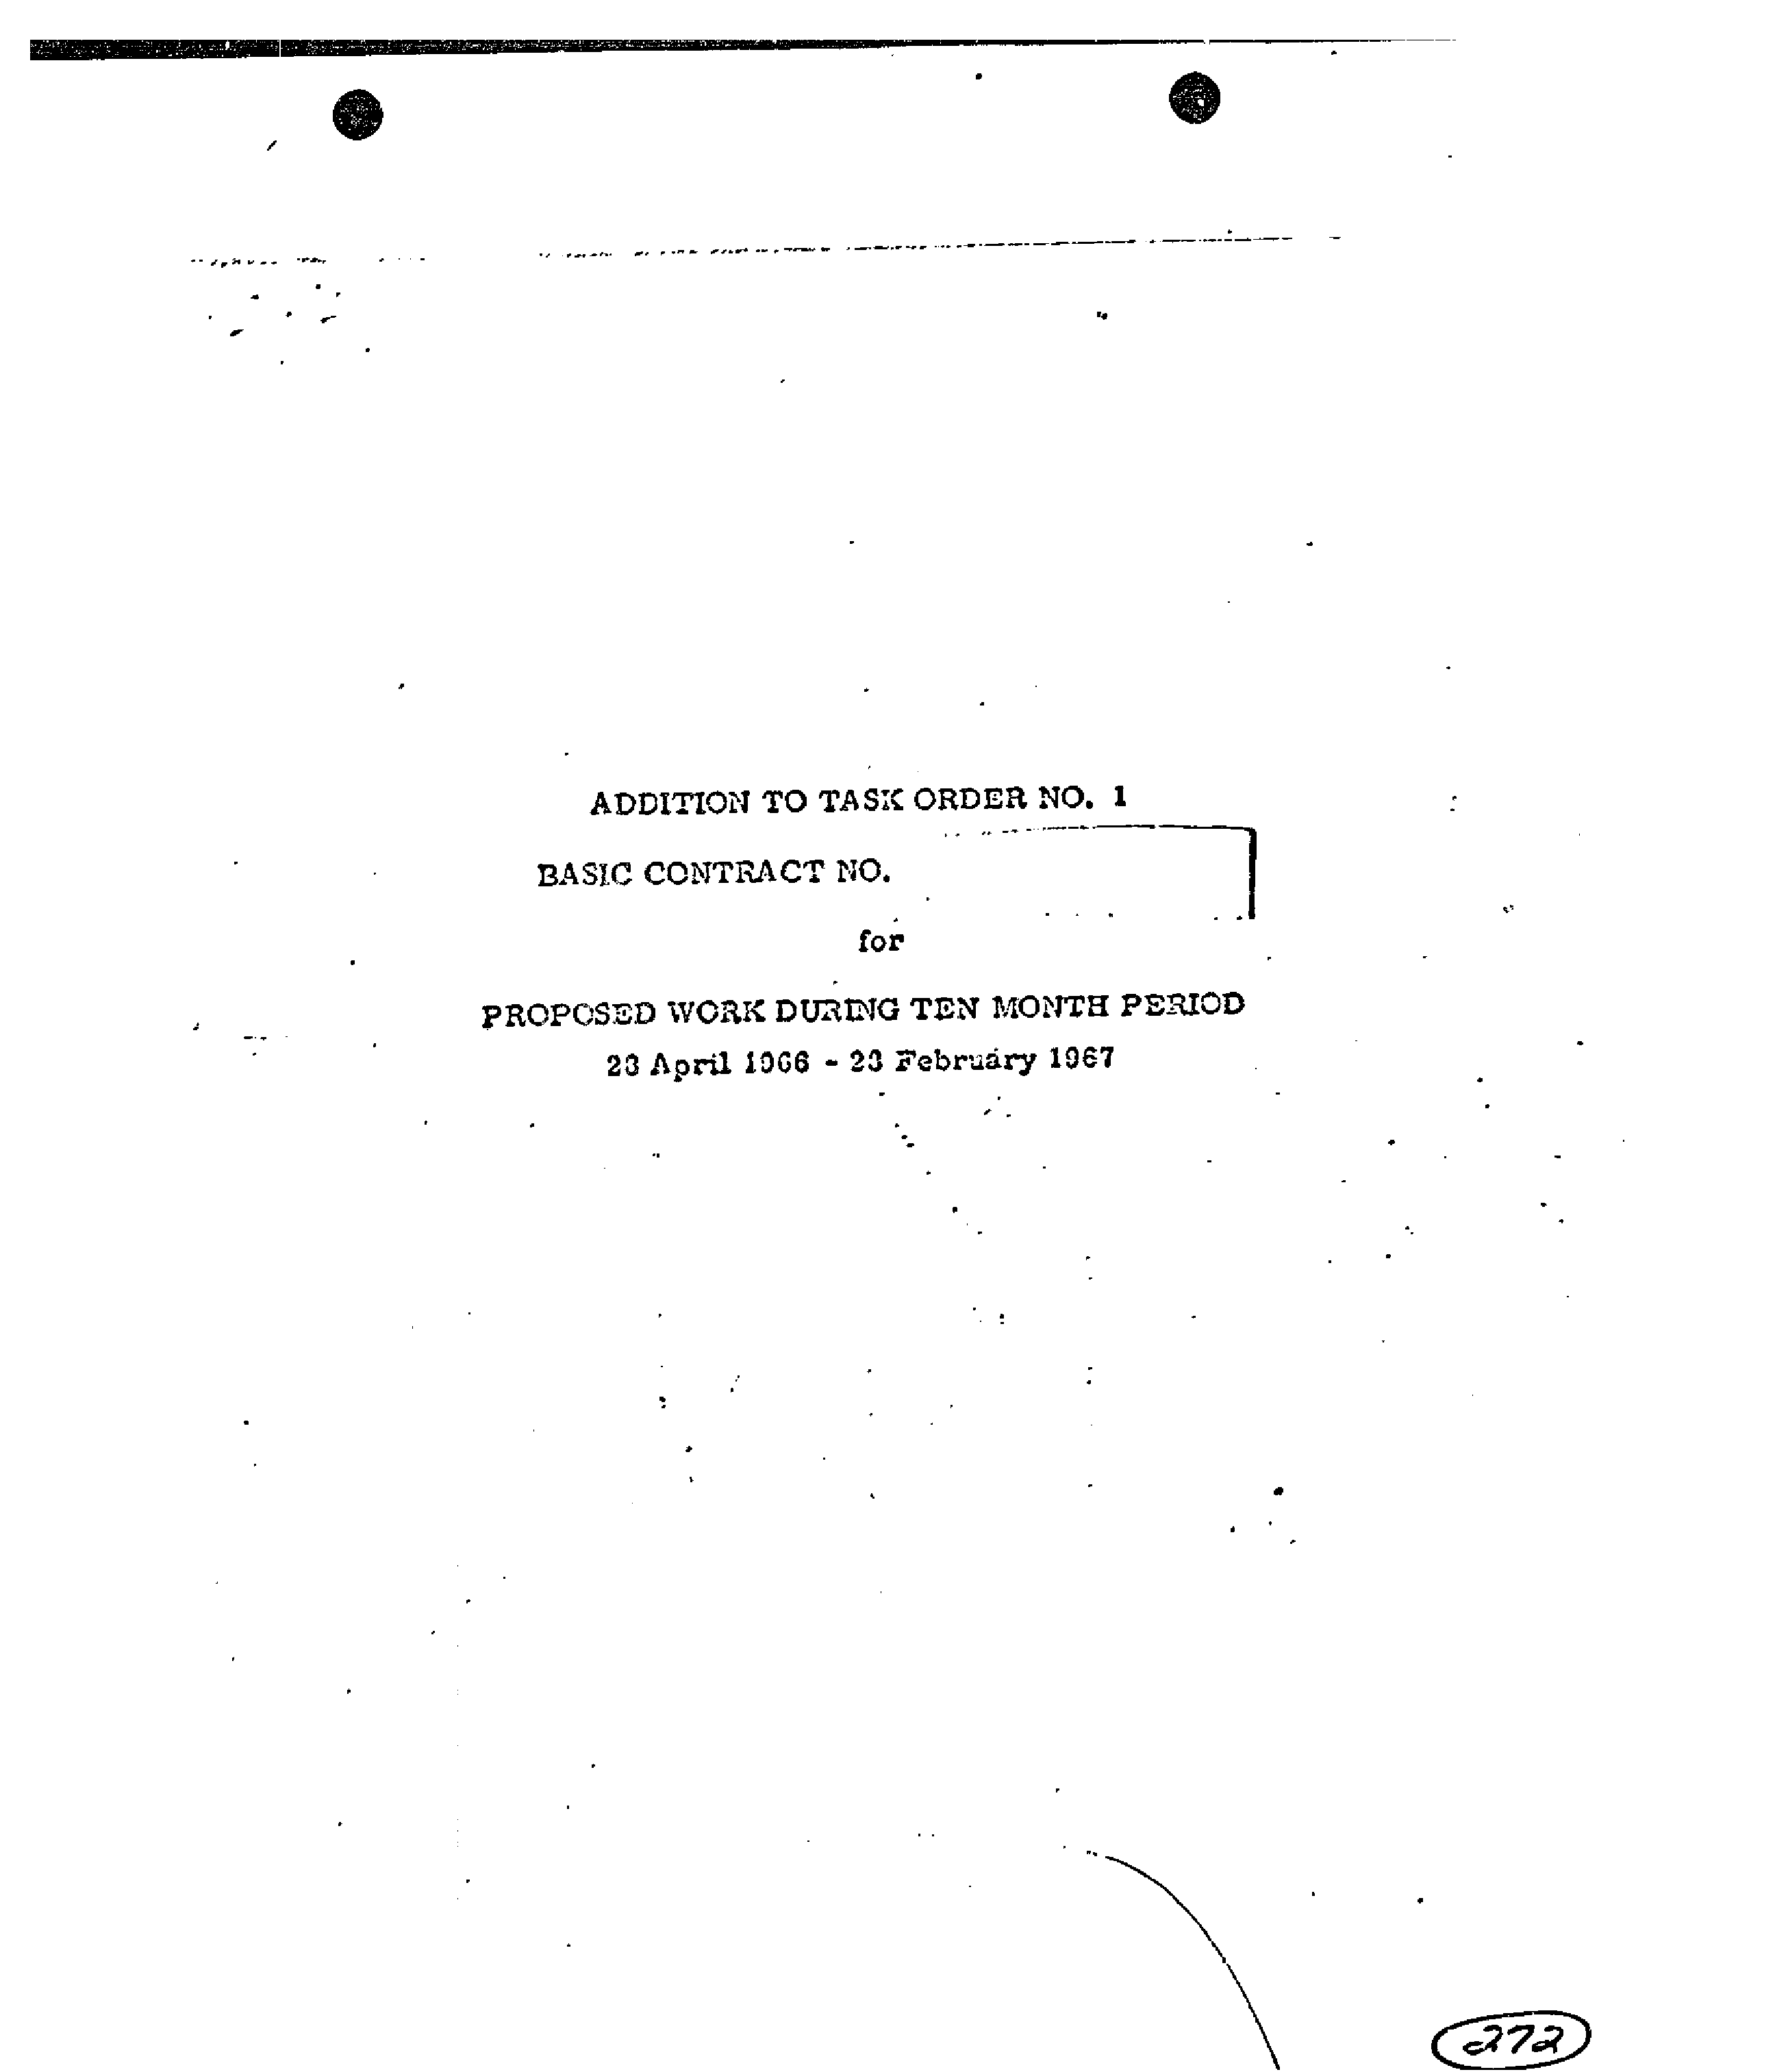 ADDITION TO TASK ORDER NO. 1
BASIC CONTRACT NO.
for
PROPOSED WORK DURING TEN MONTH PERIOD
23 April 1966 - 23 February 1967
272